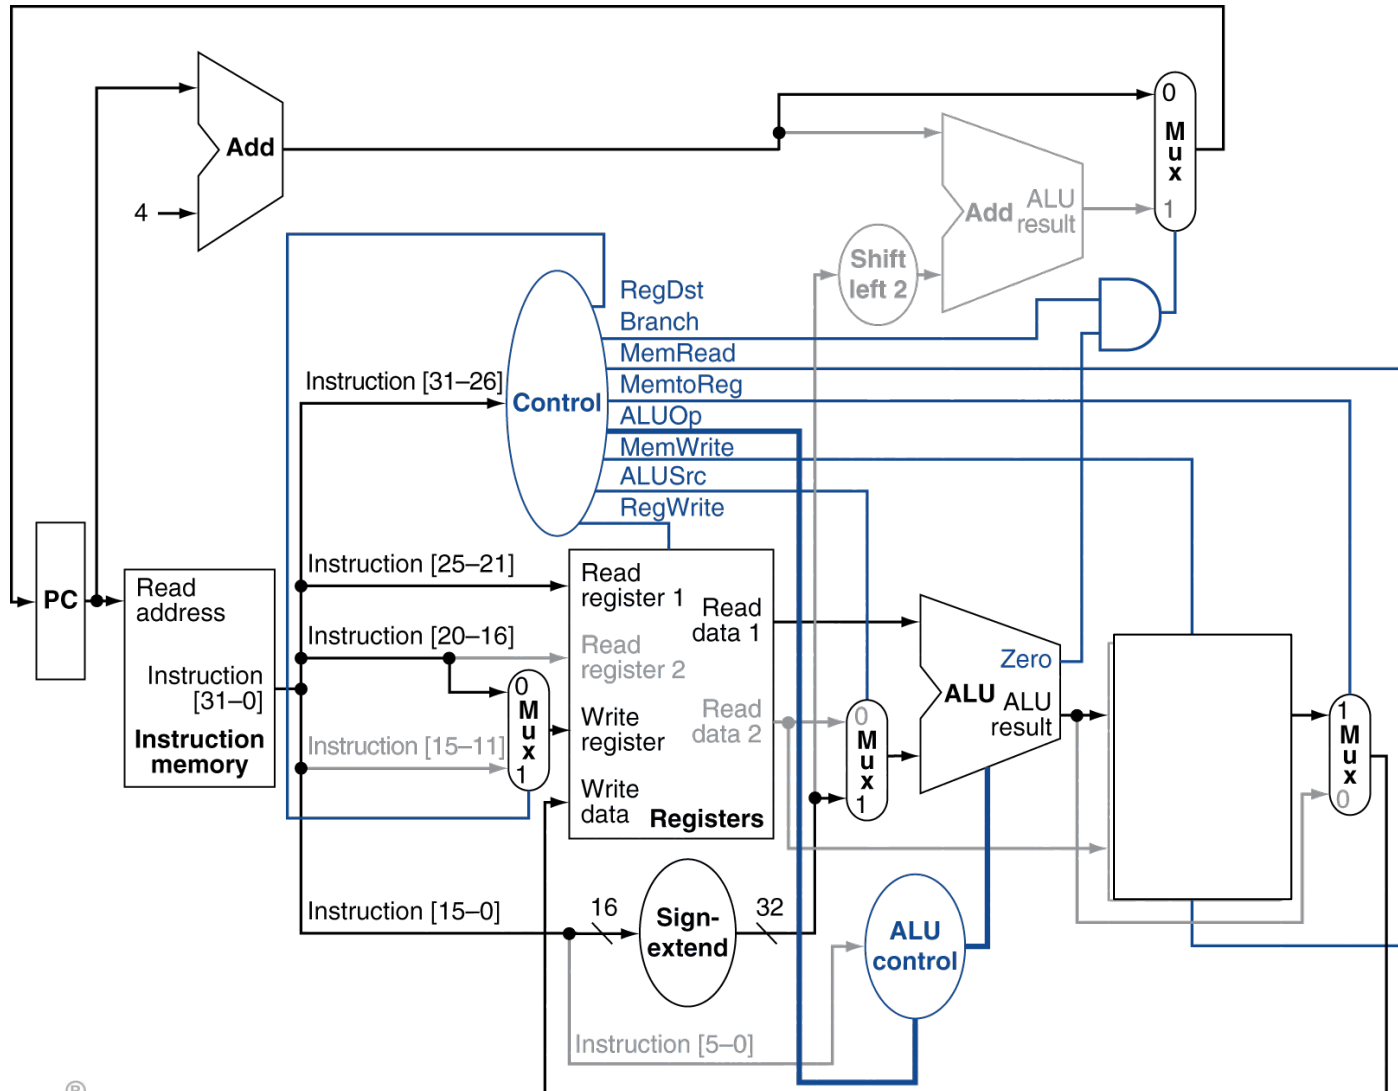 0
M
u
x
1
Add
4
Add
ALU
result
Shift
left 2
RegDst
Branch
MemRead
MemtoReg
ALUOp
MemWrite
ALUSrc
RegWrite
Instruction [31–26]
Control
Instruction [25–21]
PC
Read
address
Instruction
[31–0]
Instruction
memory
Instruction [20–16]
Instruction [15–11]
0
M
u
x
1
Read
register 1
Read
register 2
Write
register
Write
data
Read
data 1
Read
data 2
Registers
0
M
u
x
1
Zero
ALU
ALU
result
1
M
u
x
0
Instruction [15–0]
16
Sign-
extend
32
ALU
control
Instruction [5–0]
®